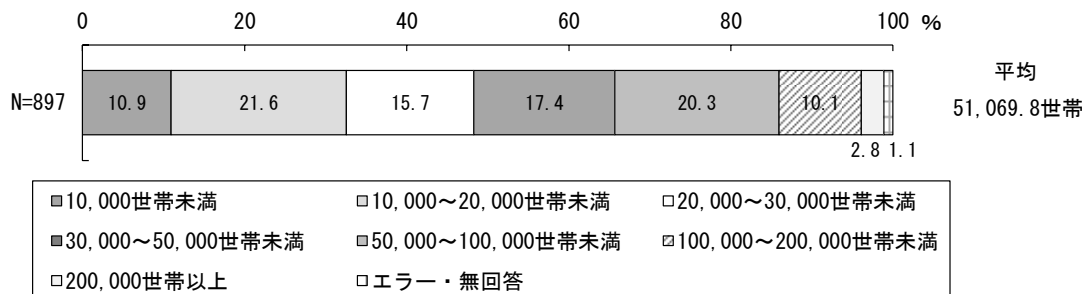 0 20 40 60 80 100 %
N=897 10.9 21.6 15.7 17.4 20.3 10.1
2.8 1.1
平均
51,069.8世帯
10,000世帯未満 10,000～20,000世帯未満 20,000～30,000世帯未満
30,000～50,000世帯未満 50,000～100,000世帯未満 100,000～200,000世帯未満
200,000世帯以上 エラー・無回答